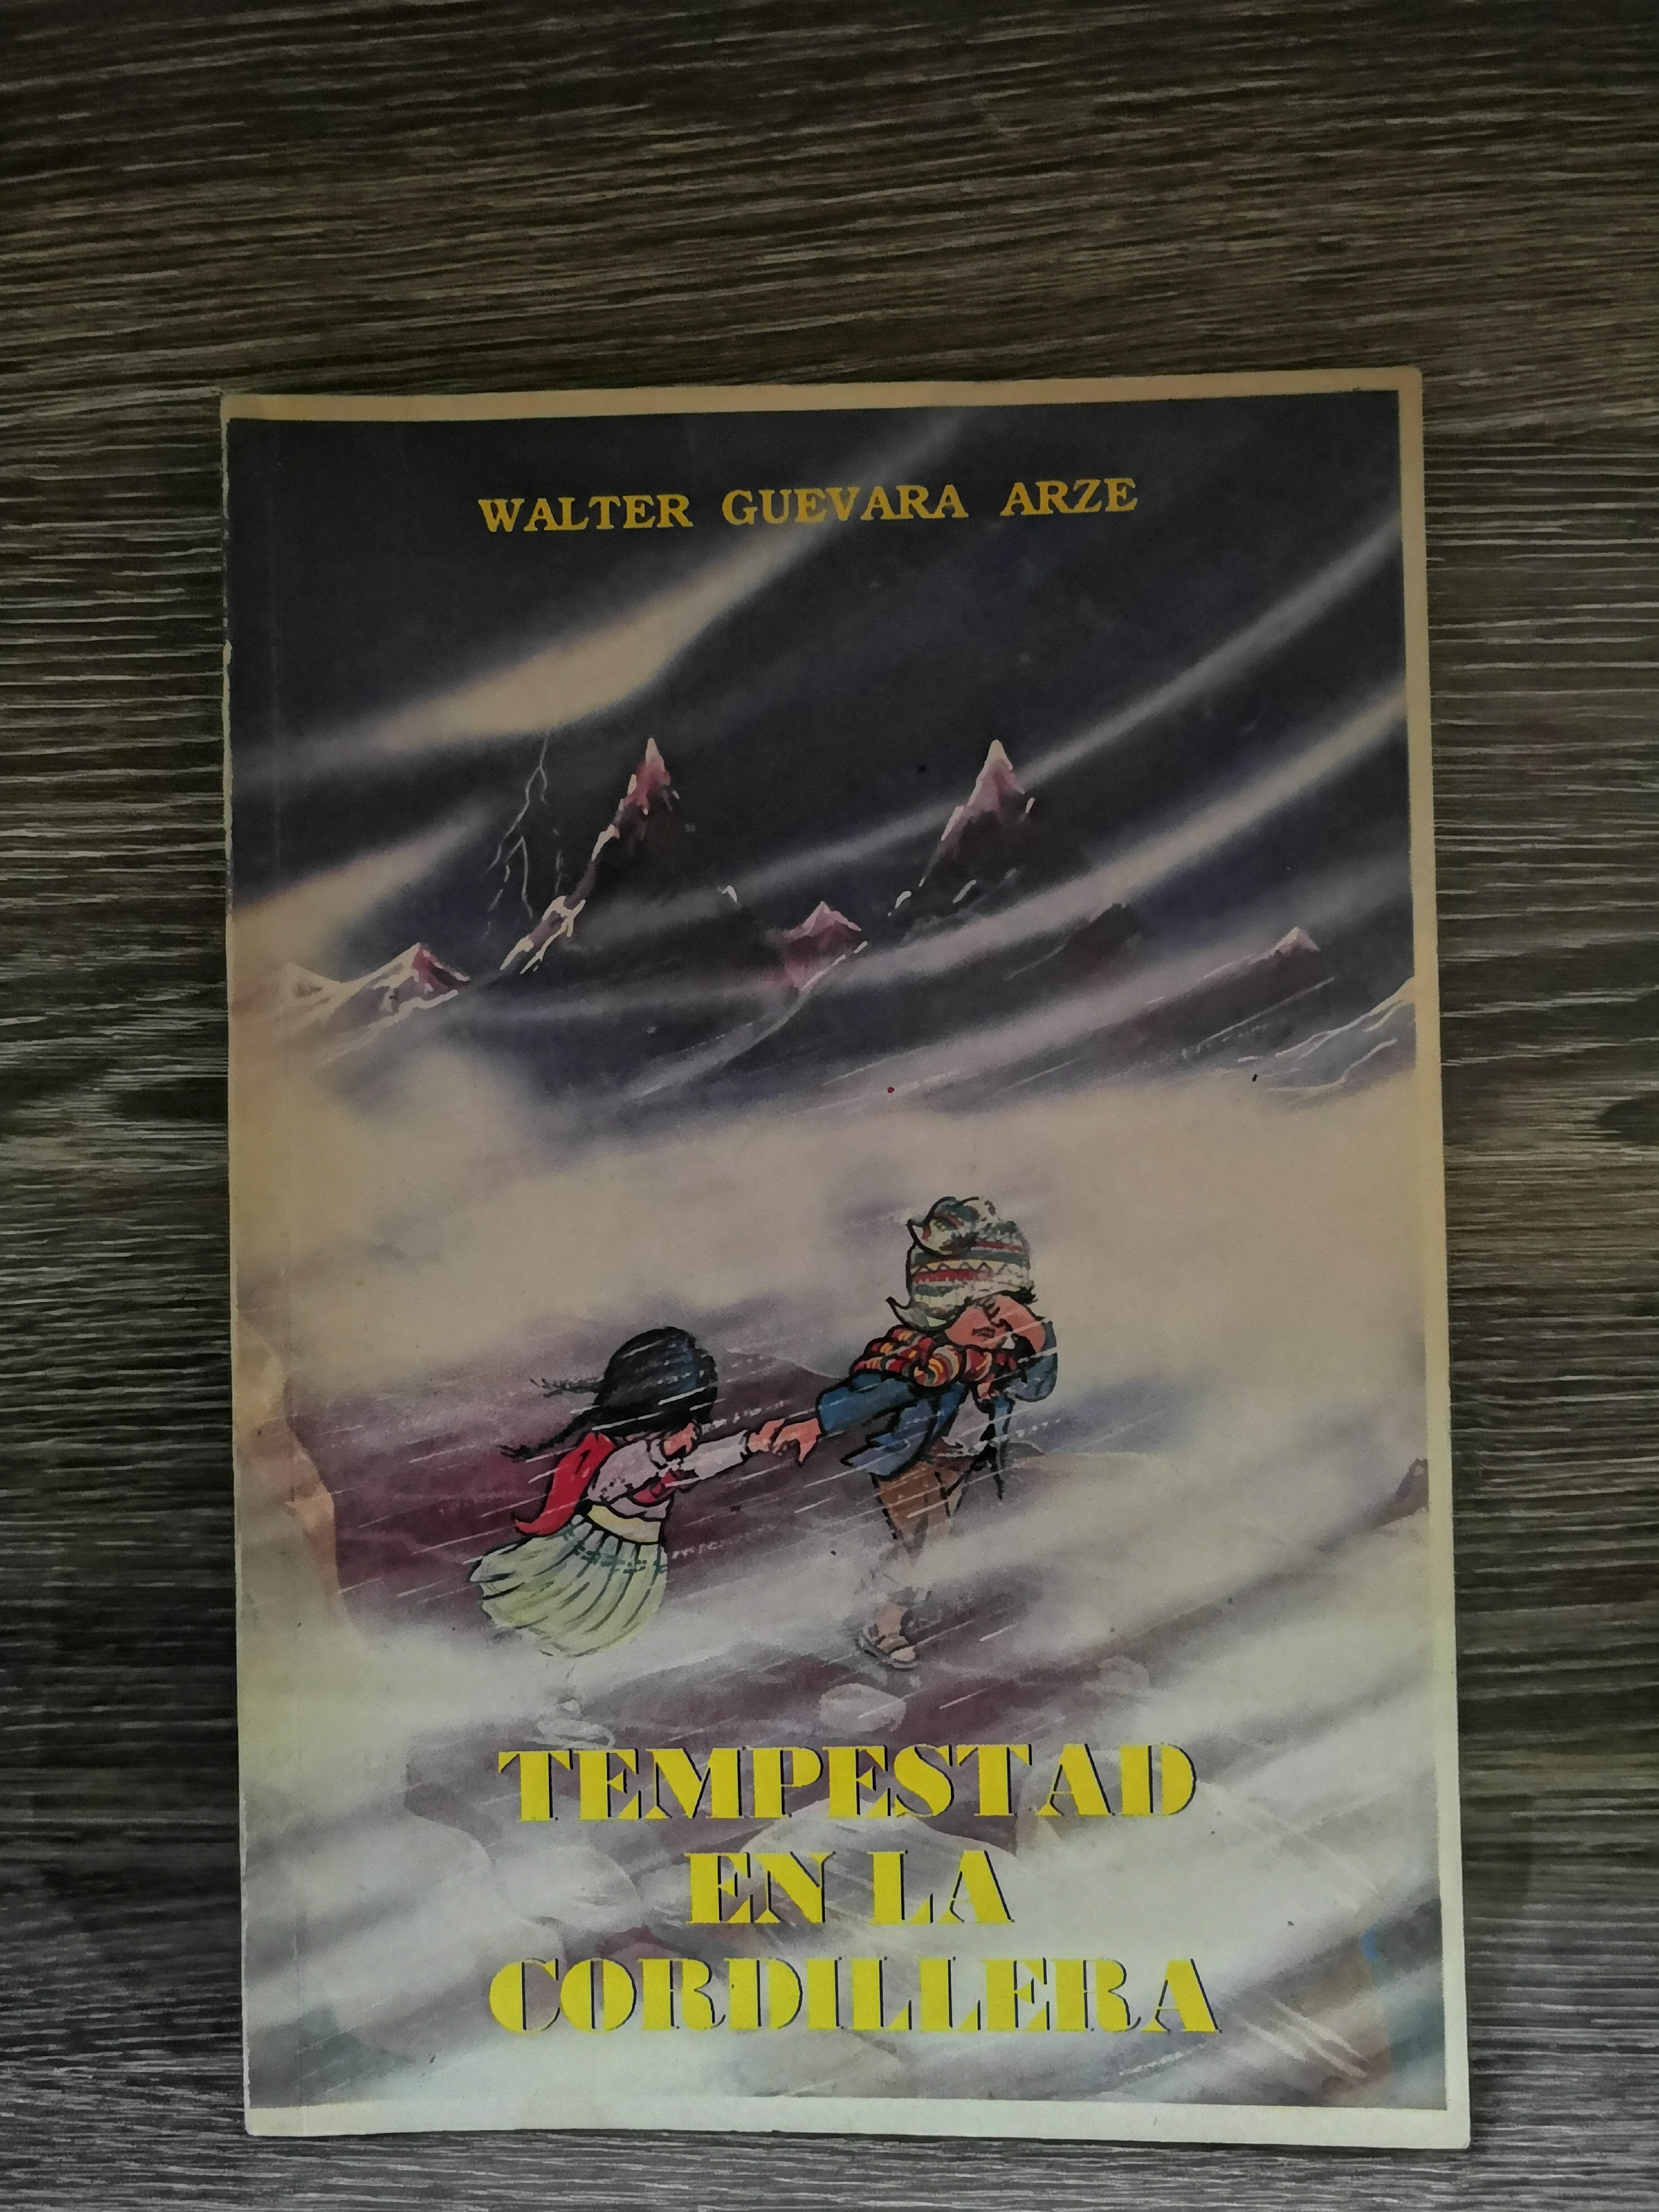 WALTER GUEVARA ARZE
TEMPESTAD
EN LA
CORDILLERA